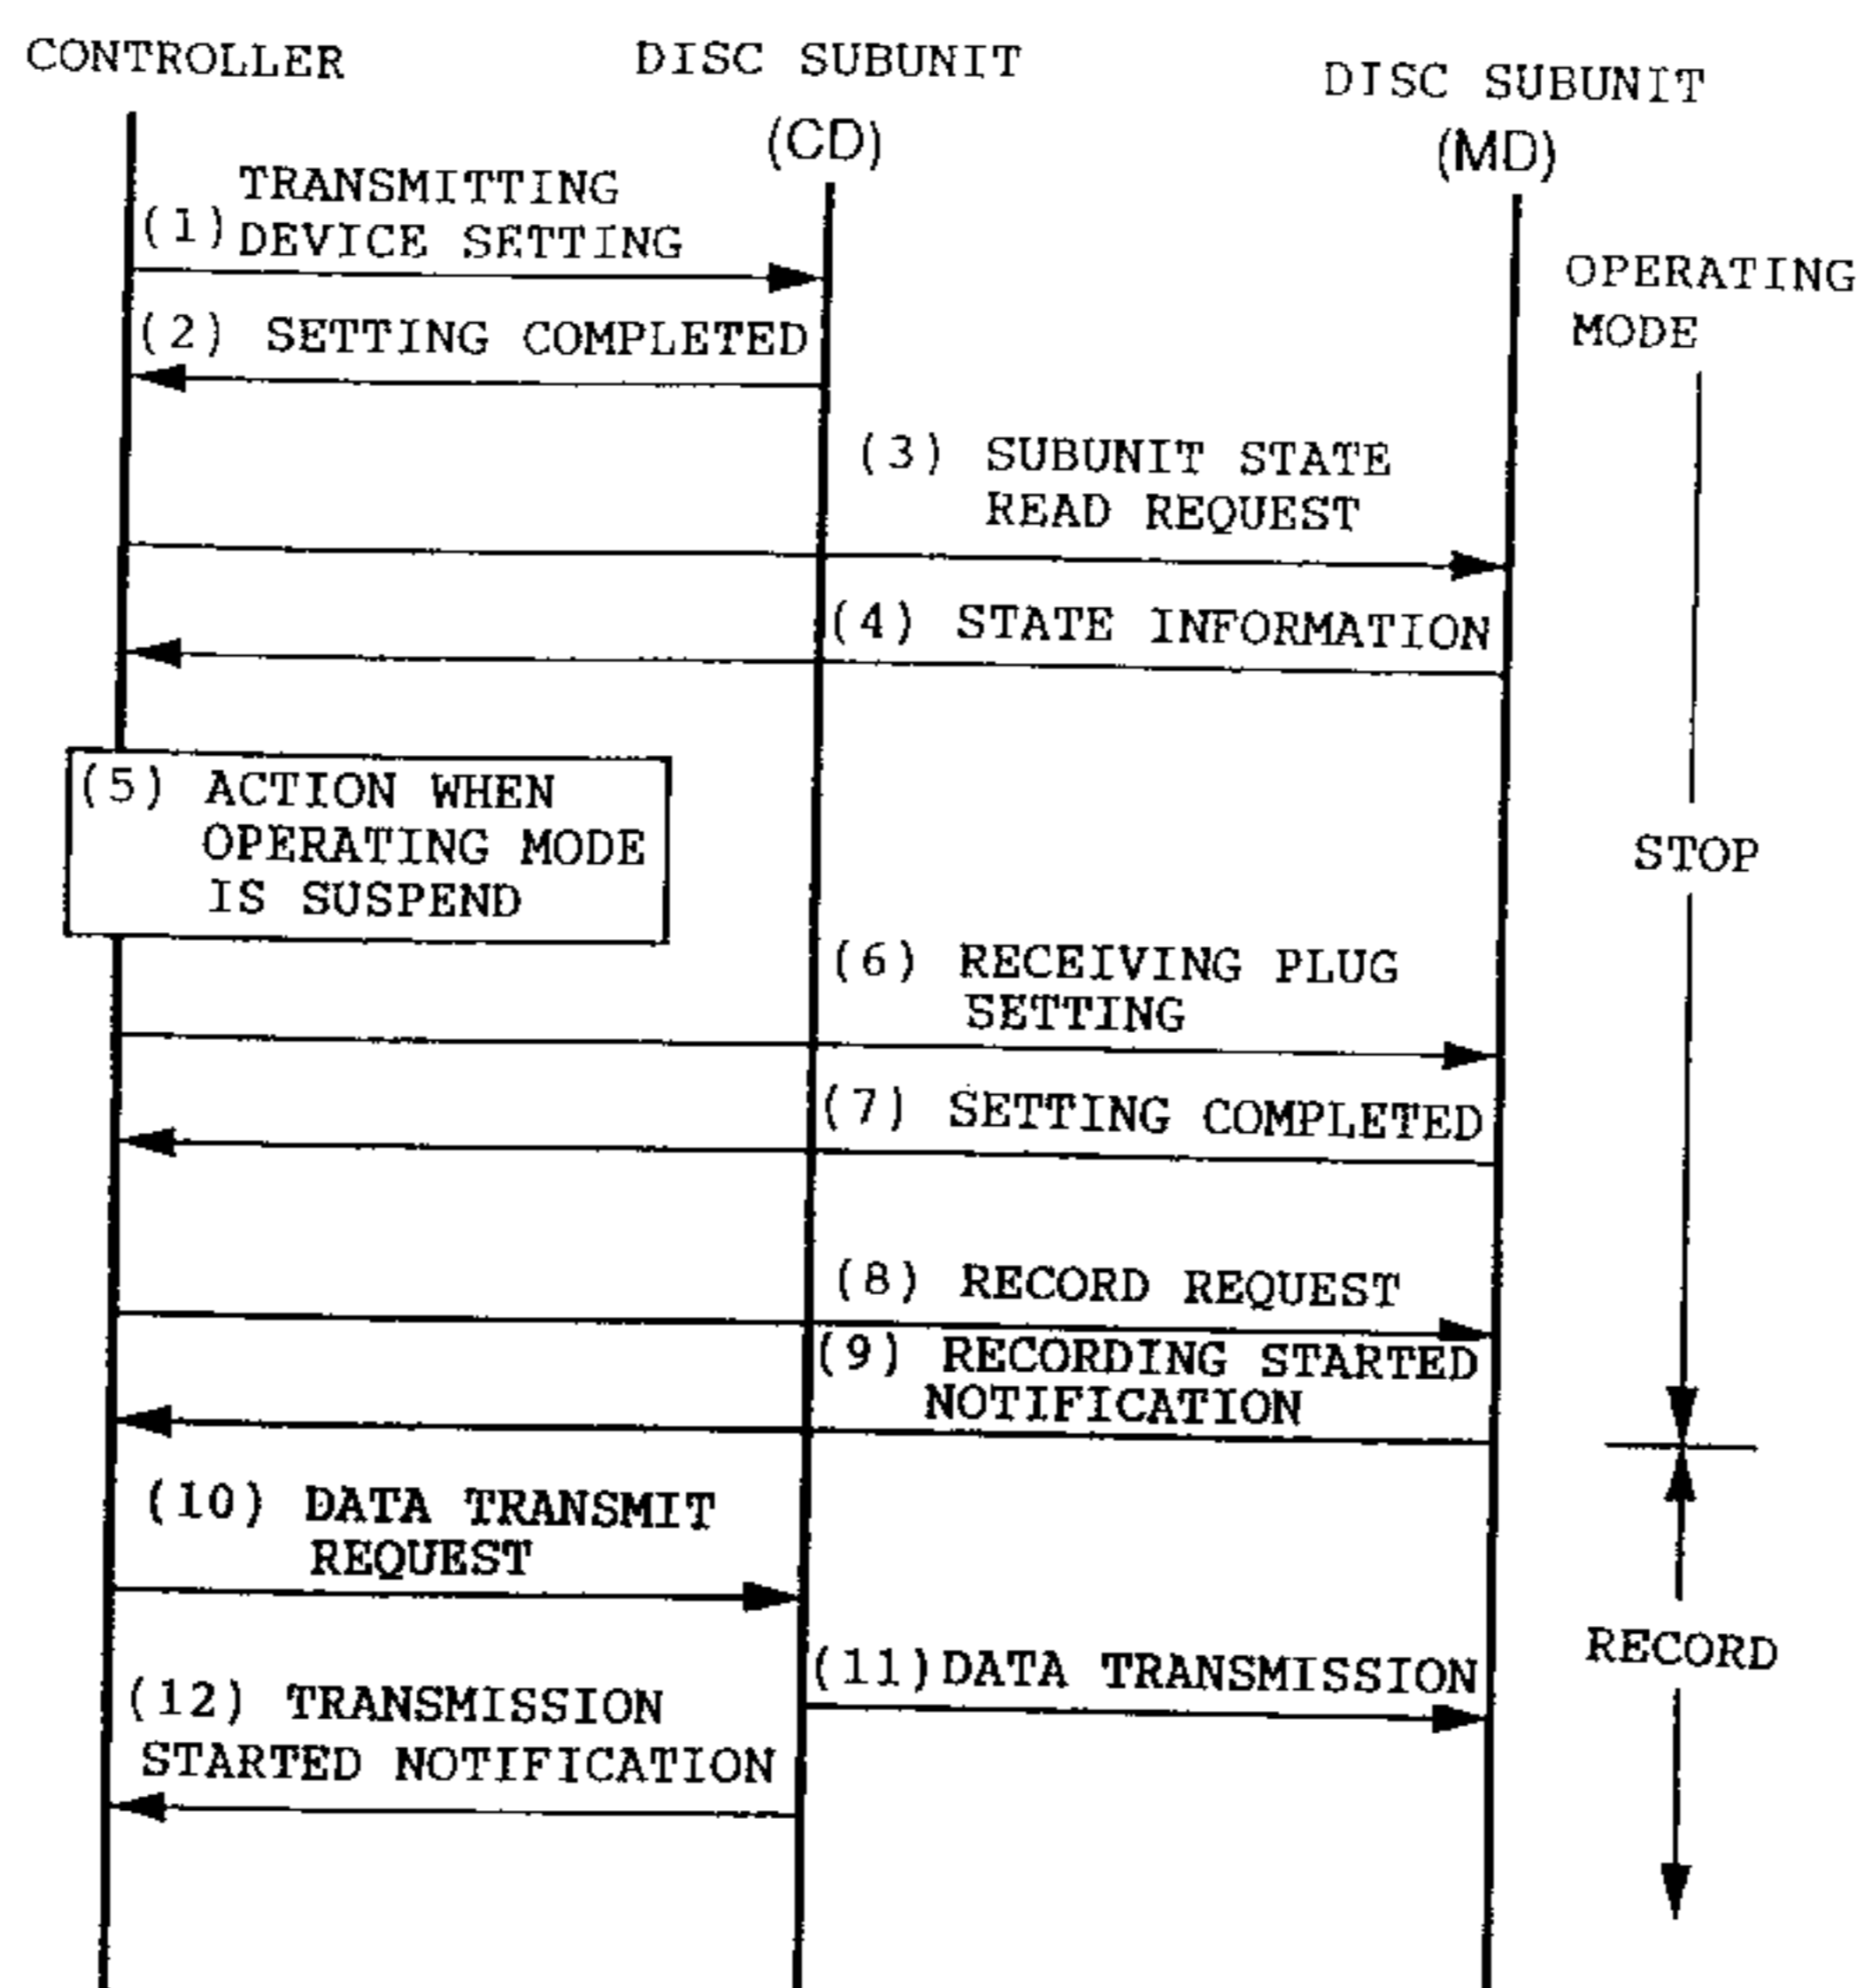 CONTROLLER
DISC SUBUNIT
(CD)
DISC SUBUNIT
(MD)
OPERATING
MODE
(1) TRANSMITTING
DEVICE SETTING
(2) SETTING COMPLETED
(3) SUBUNIT STATE
READ REQUEST
(4) STATE INFORMATION
(5) ACTION WHEN
OPERATING MODE
IS SUSPEND
STOP
(6) RECEIVING PLUG
SETTING
(7) SETTING COMPLETED
(8) RECORD REQUEST
(9) RECORDING STARTED
NOTIFICATION
(10) DATA TRANSMIT
REQUEST
RECORD
(11) DATA TRANSMISSION
(12) TRANSMISSION
STARTED NOTIFICATION